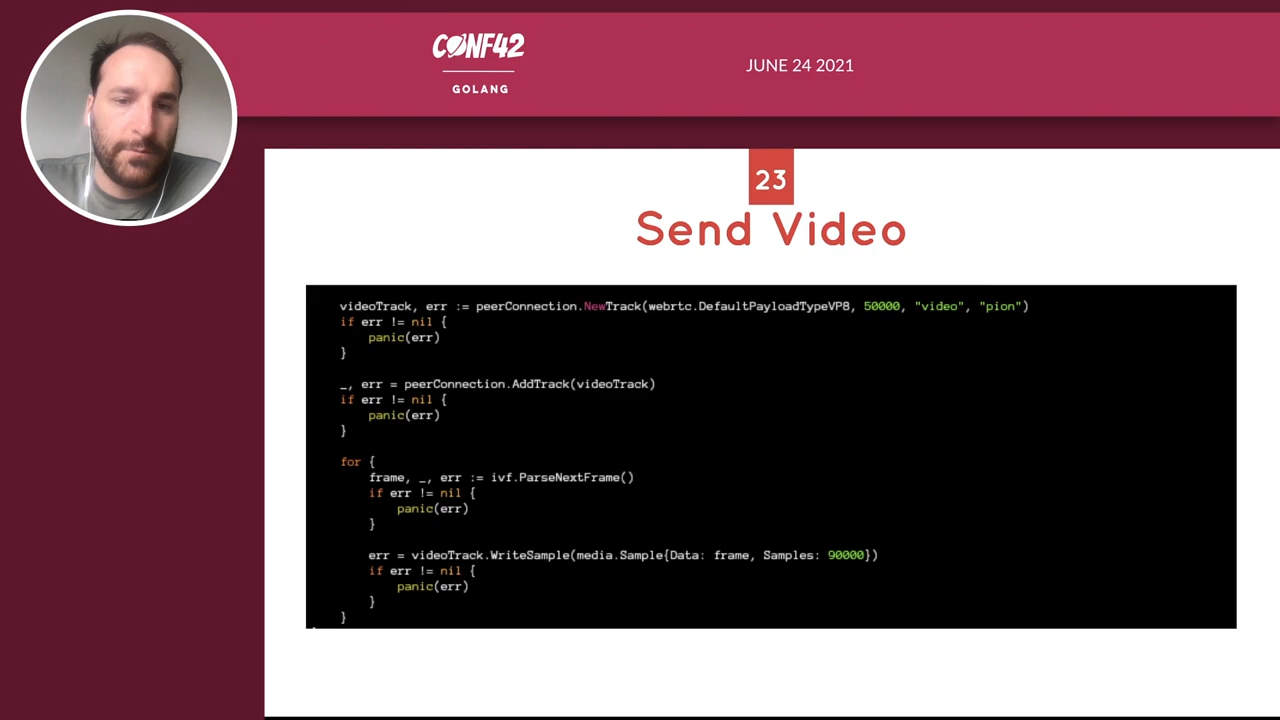 CONF42
GOLANG
JUNE 24 2021
23
Send Video
videoTrack, err := peerConnection.NewTrack(webrtc.DefaultPayloadTypeVP8, 50000, "video", "pion")
if err != nil {
panic(err)
}
_, err = peerConnection.AddTrack(videoTrack)
if err != nil {
panic(err)
}
for {
frame, _, err := ivf.ParseNextFrame()
if err != nil {
panic(err)
}
err = videoTrack.WriteSample(media.Sample{Data: frame, Samples: 90000})
if err != nil {
panic(err)
}
}